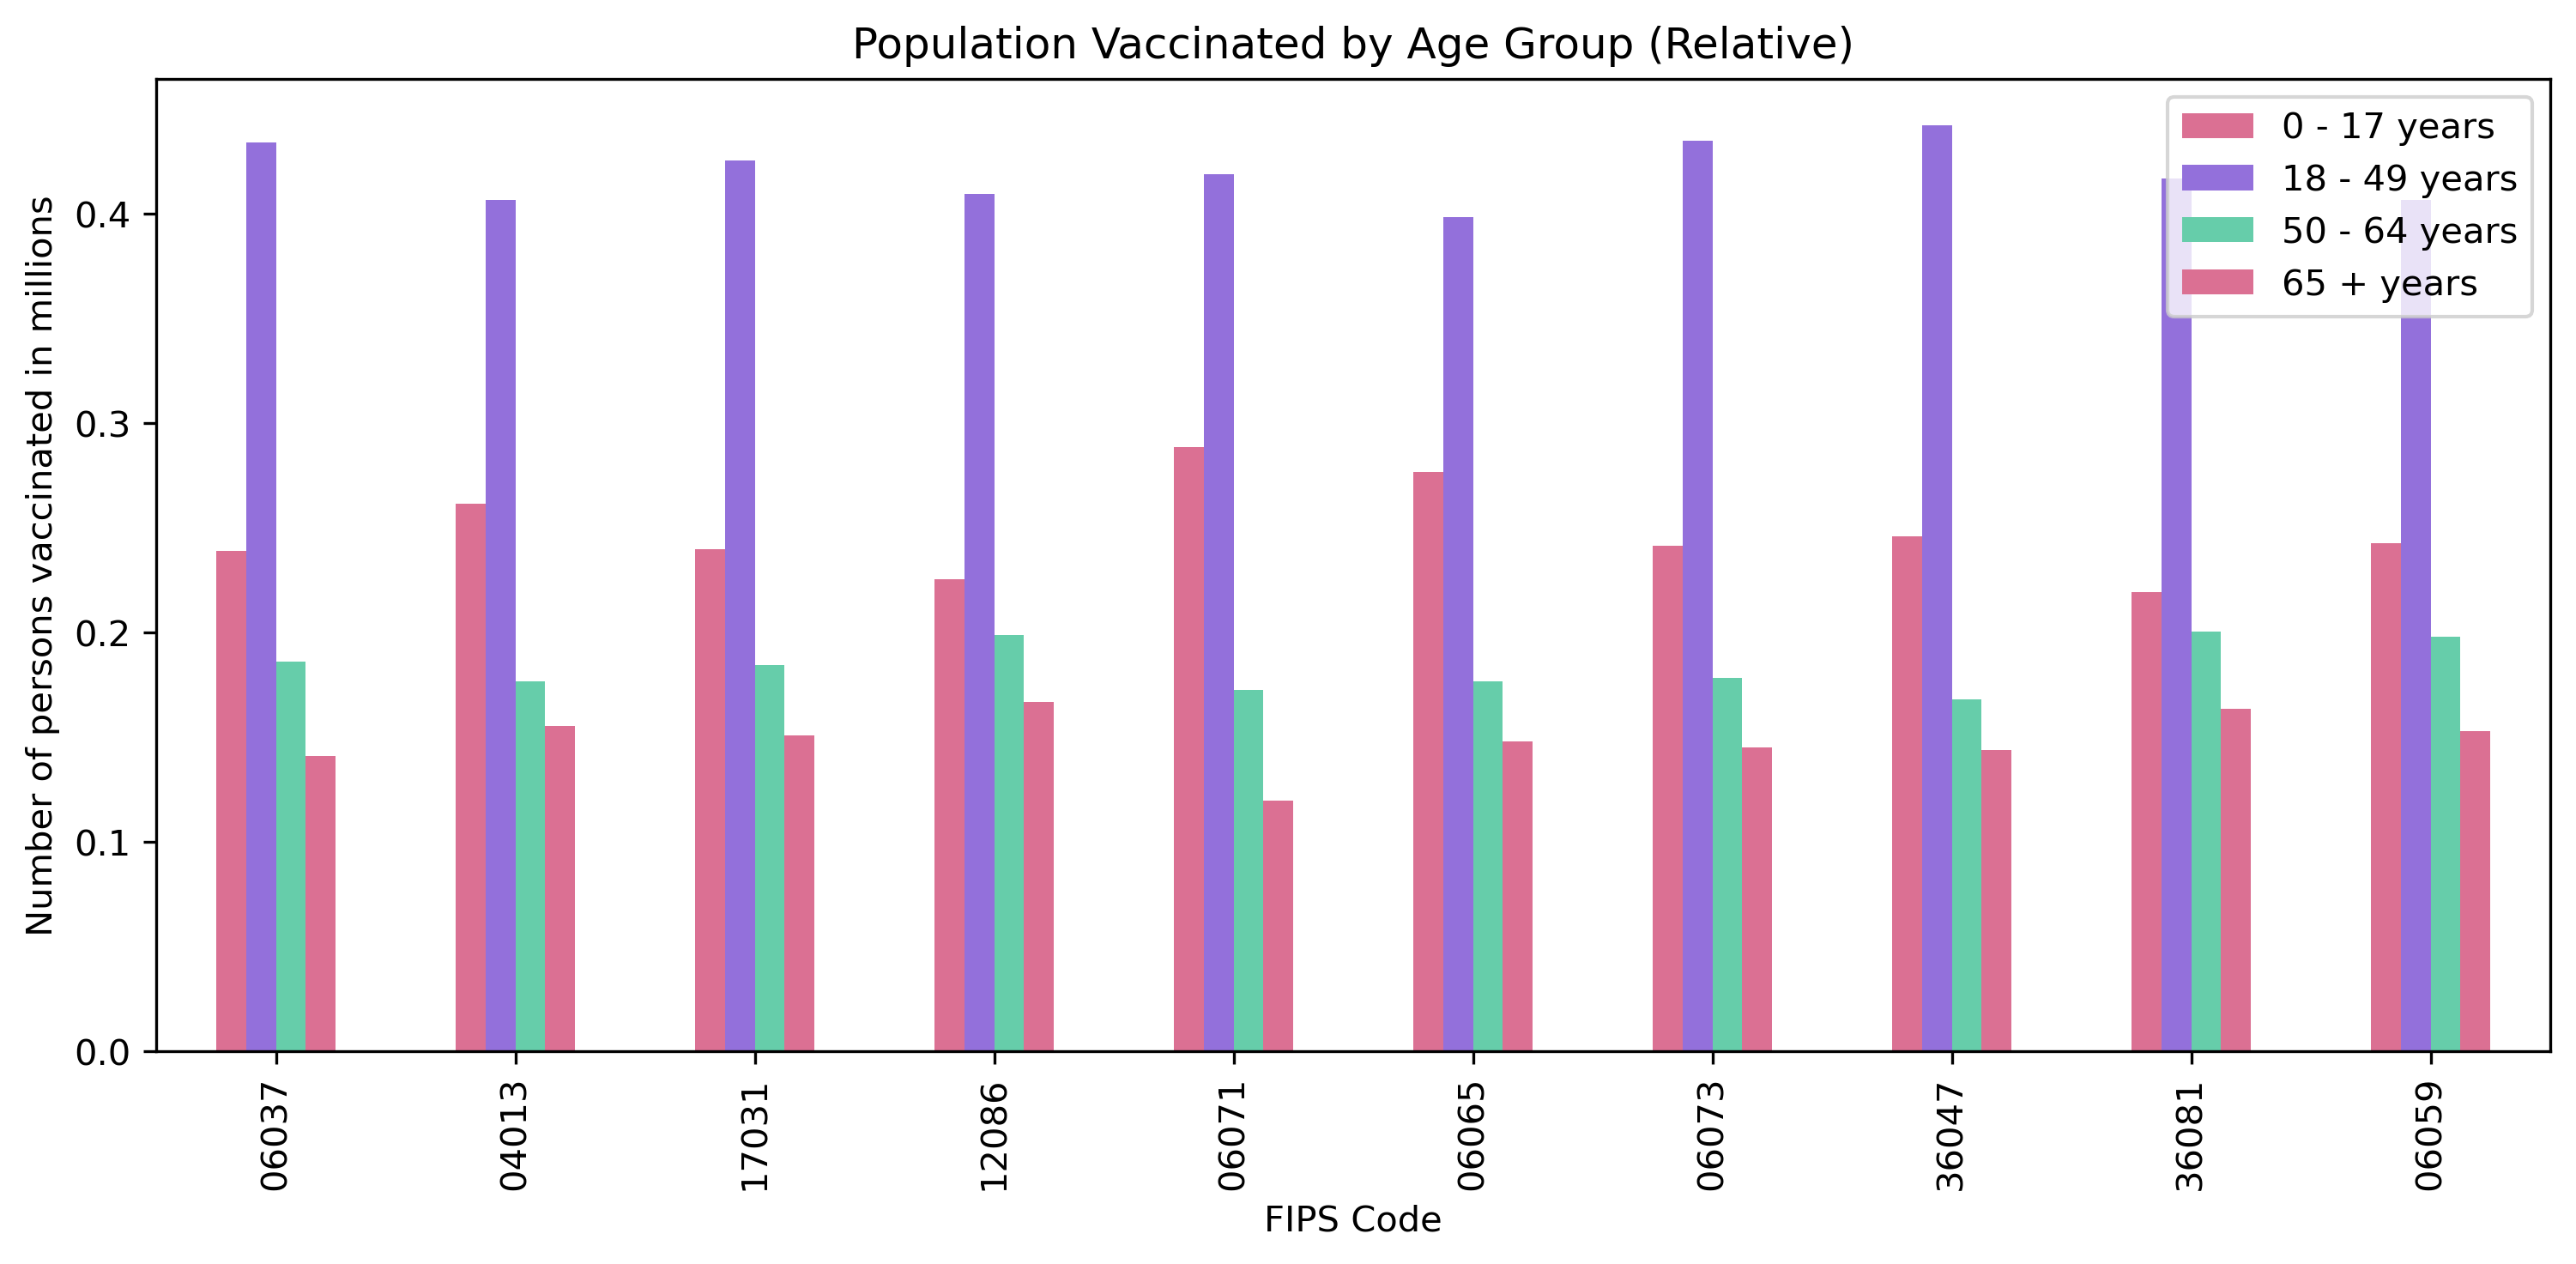 Population Vaccinated by Age Group (Relative)
0 - 17 years
18 - 49 years
50 - 64 years
65 + years
Number of persons vaccinated in millions
0.4
0.3
0.2
0.1
0.0
06037
04013
17031
12086
06071
06065
06073
36047
36081
06059
FIPS Code